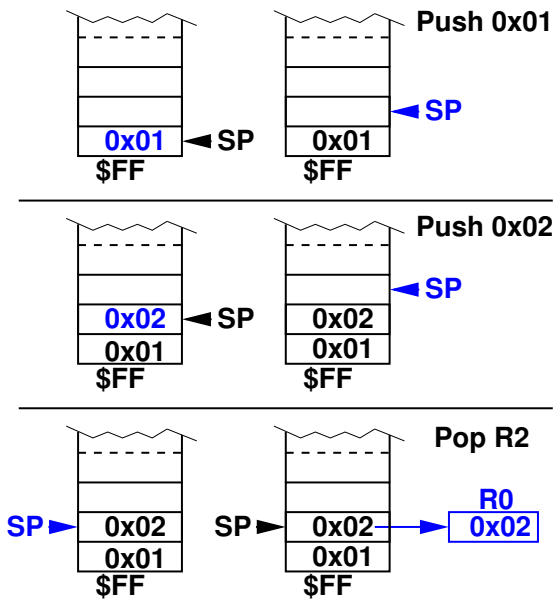 Push 0x01
SP
0x01 SP 0x01
$FF $FF
Push 0x02
SP
0x02 SP 0x02
0x01 0x01
$FF $FF
Pop R2
R0
SP 0x02 SP 0x02 0x02
0x01 0x01
$FF $FF